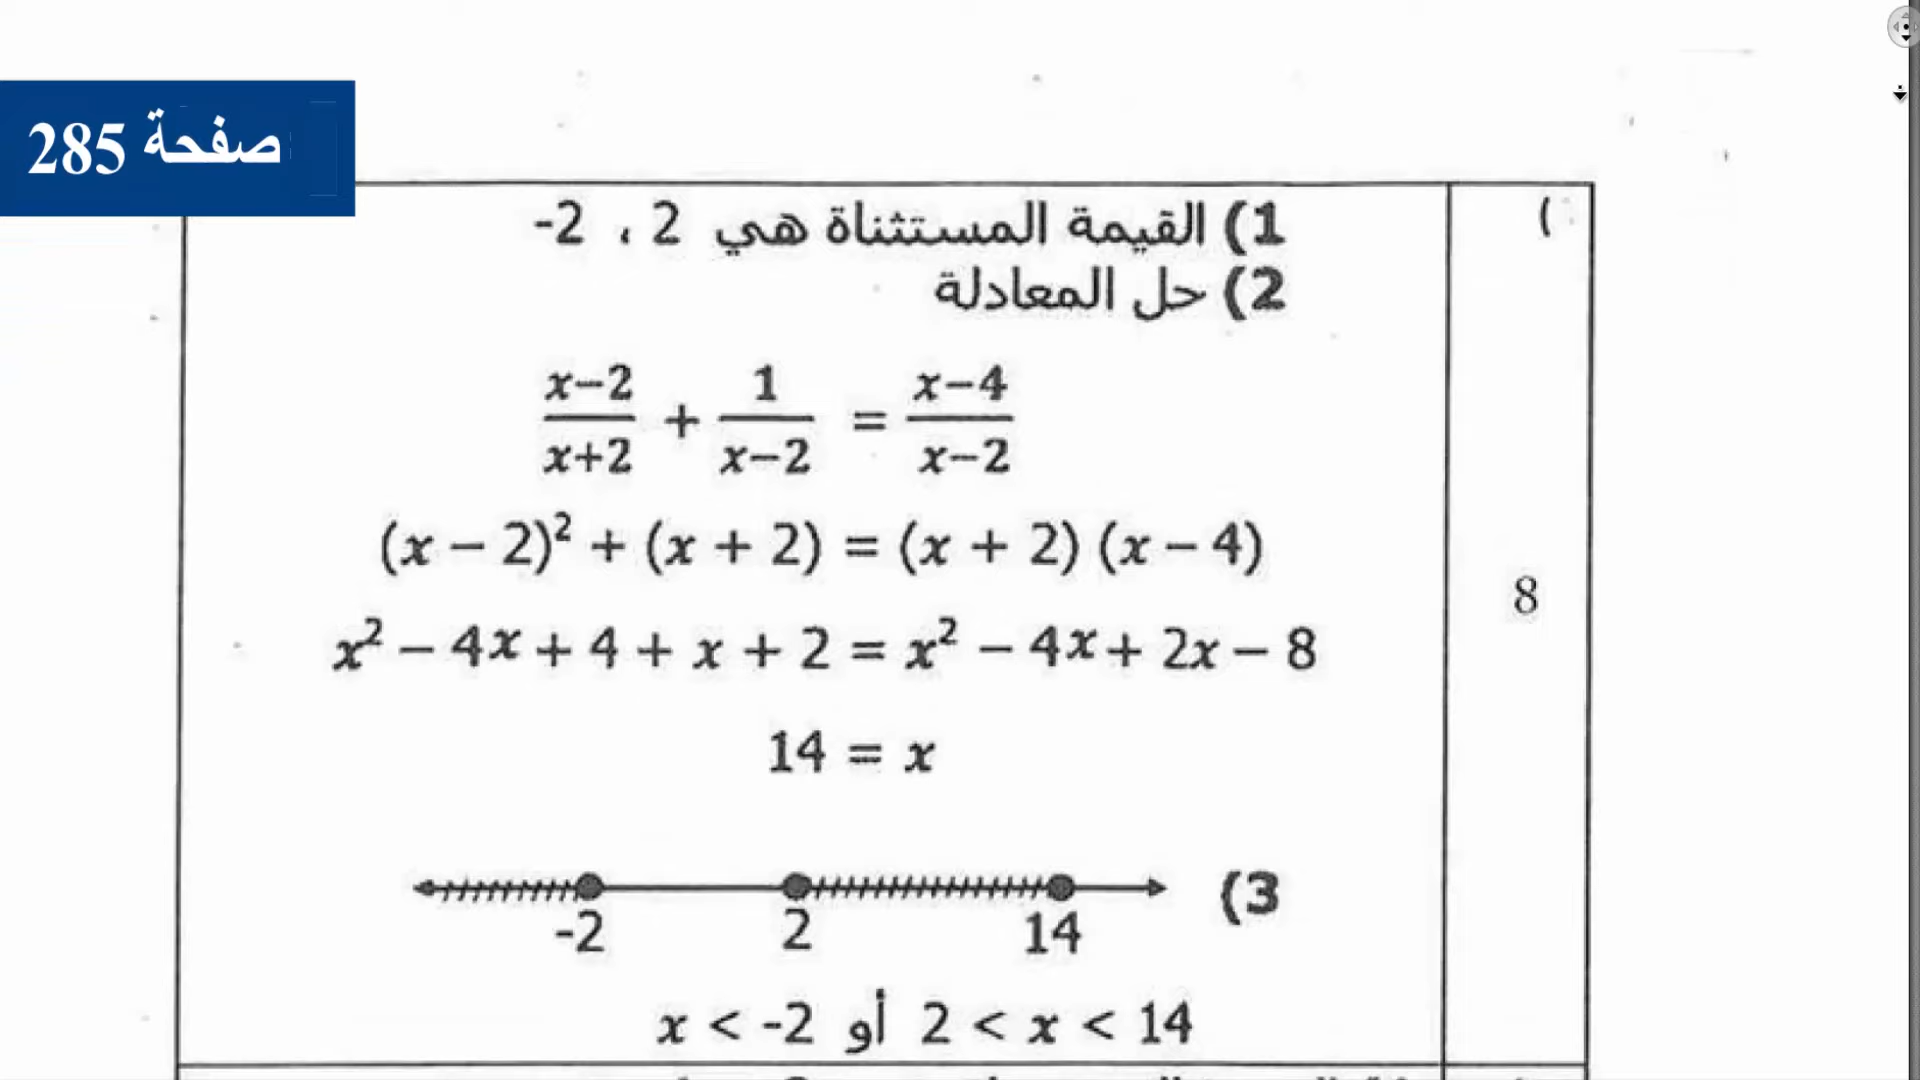 صفحة 285
(
1) القيمة المستثناة هي 2 ، 2-
2) حل المعادلة
x−2/x+2 + 1/x−2 = x−4/x−2
(x − 2)² + (x + 2) = (x + 2) (x − 4)
x² − 4x + 4 + x + 2 = x² − 4x + 2x − 8
8
14 = x
3)
-2 2 14
x < -2 أو 2 < x < 14